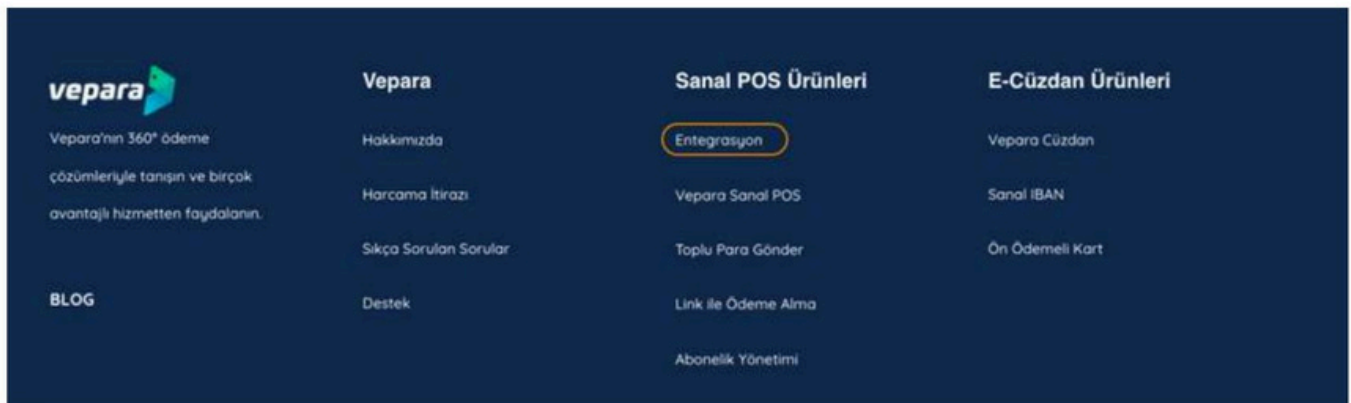 vepara
Vepara'nın 360° ödeme
çözümleriyle tanışın ve birçok
avantajlı hizmetten faydalanın.
BLOG
Vepara
Hakkımızda
Harcama İtirazı
Sıkça Sorulan Sorular
Destek
Sanal POS Ürünleri
Entegrasyon
Vepara Sanal POS
Toplu Para Gönder
Link ile Ödeme Alma
Abonelik Yönetimi
E-Cüzdan Ürünleri
Vepara Cüzdan
Sanal IBAN
Ön Ödemeli Kart